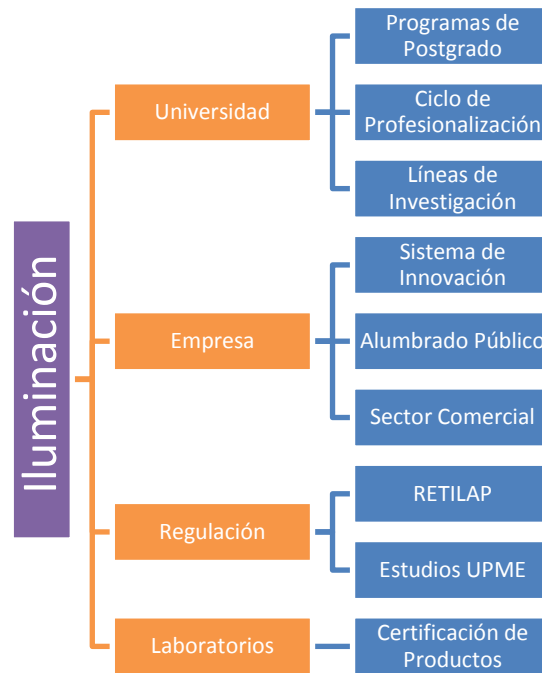 Iluminación
Universidad
Programas de
Postgrado
Ciclo de
Profesionalización
Líneas de
Investigación
Empresa
Sistema de
Innovación
Alumbrado Público
Sector Comercial
Regulación
RETILAP
Estudios UPME
Laboratorios
Certificación de
Productos